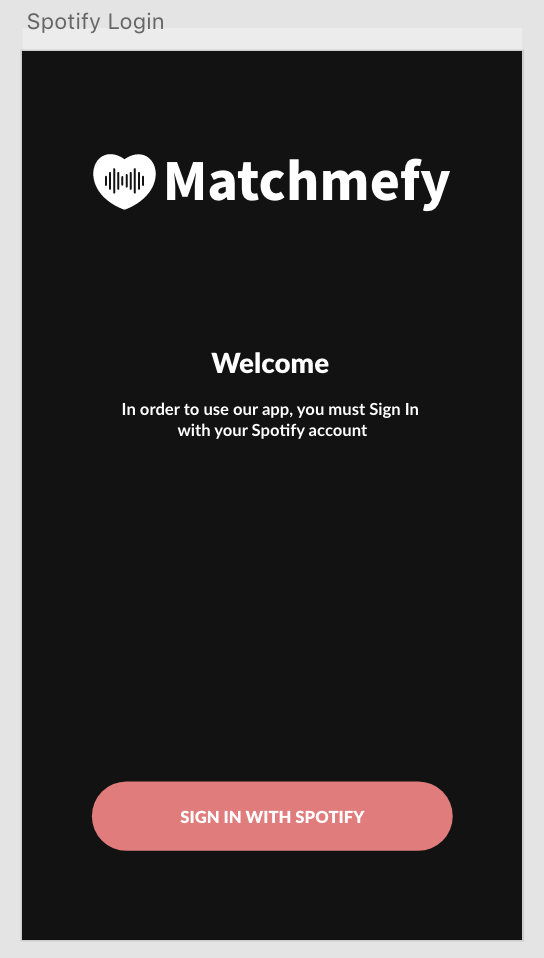 Spotify Login
Matchmefy
Welcome
In order to use our app, you must Sign In
with your Spotify account
SIGN IN WITH SPOTIFY